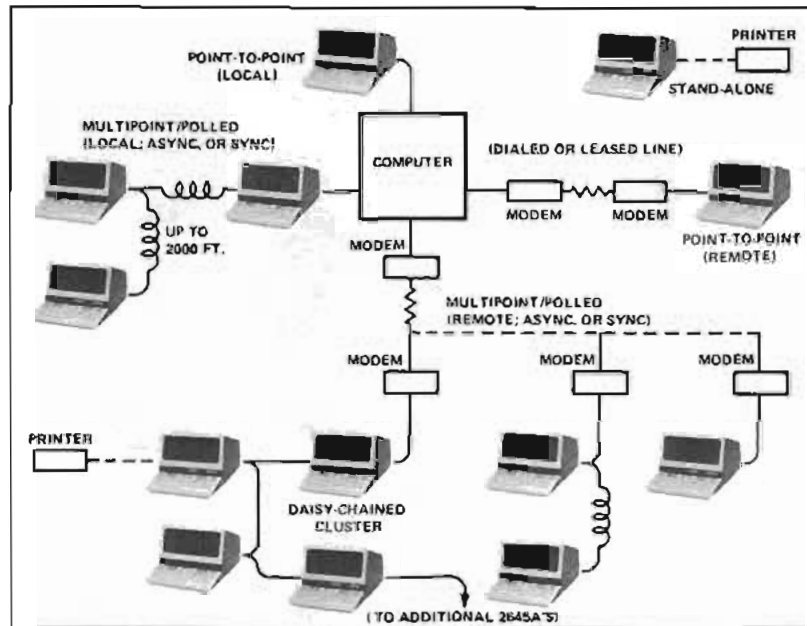 POINT-TO-POINT
(LOCAL)
PRINTER
STAND-ALONE
MULTIPOINT/POLLED
(LOCAL; ASYNC. OR SYNC)
COMPUTER
(DIALED OR LEASED LINE)
MODEM
MODEM
UP TO
2000 FT.
POINT-TO-POINT
(REMOTE)
MODEM
MULTIPOINT/POLLED
(REMOTE; ASYNC. OR SYNC)
MODEM
MODEM
MODEM
PRINTER
DAISY-CHAINED
CLUSTER
(TO ADDITIONAL 2645A'S)